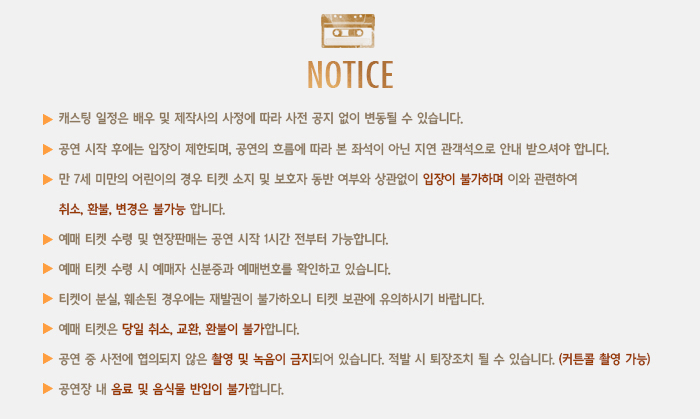 NOTICE
▶ 캐스팅 일정은 배우 및 제작사의 사정에 따라 사전 공지 없이 변동될 수 있습니다.
▶ 공연 시작 후에는 입장이 제한되며, 공연의 흐름에 따라 본 좌석이 아닌 지연 관객석으로 안내 받으셔야 합니다.
▶ 만 7세 미만의 어린이의 경우 티켓 소지 및 보호자 동반 여부와 상관없이 입장이 불가하며 이와 관련하여
취소, 환불, 변경은 불가능 합니다.
▶ 예매 티켓 수령 및 현장판매는 공연 시작 1시간 전부터 가능합니다.
▶ 예매 티켓 수령 시 예매자 신분증과 예매번호를 확인하고 있습니다.
▶ 티켓이 분실, 훼손된 경우에는 재발권이 불가하오니 티켓 보관에 유의하시기 바랍니다.
▶ 예매 티켓은 당일 취소, 교환, 환불이 불가합니다.
▶ 공연 중 사전에 협의되지 않은 촬영 및 녹음이 금지되어 있습니다. 적발 시 퇴장조치 될 수 있습니다. (커튼콜 촬영 가능)
▶ 공연장 내 음료 및 음식물 반입이 불가합니다.